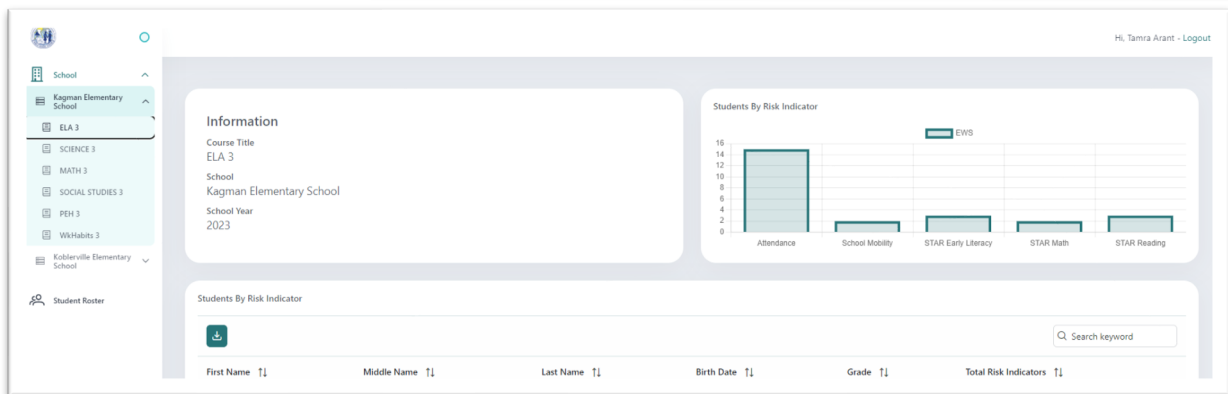 Hi, Tamra Arant - Logout
School
Kagman Elementary
School
ELA 3
SCIENCE 3
MATH 3
SOCIAL STUDIES 3
PEH 3
WkHabits 3
Koblerville Elementary
School
Student Roster
Information
Course Title
ELA 3
School
Kagman Elementary School
School Year
2023
Students By Risk Indicator
EWS
16
14
12
10
8
6
4
2
0
Attendance School Mobility STAR Early Literacy STAR Math STAR Reading
Students By Risk Indicator
Search keyword
First Name Middle Name Last Name Birth Date Grade Total Risk Indicators